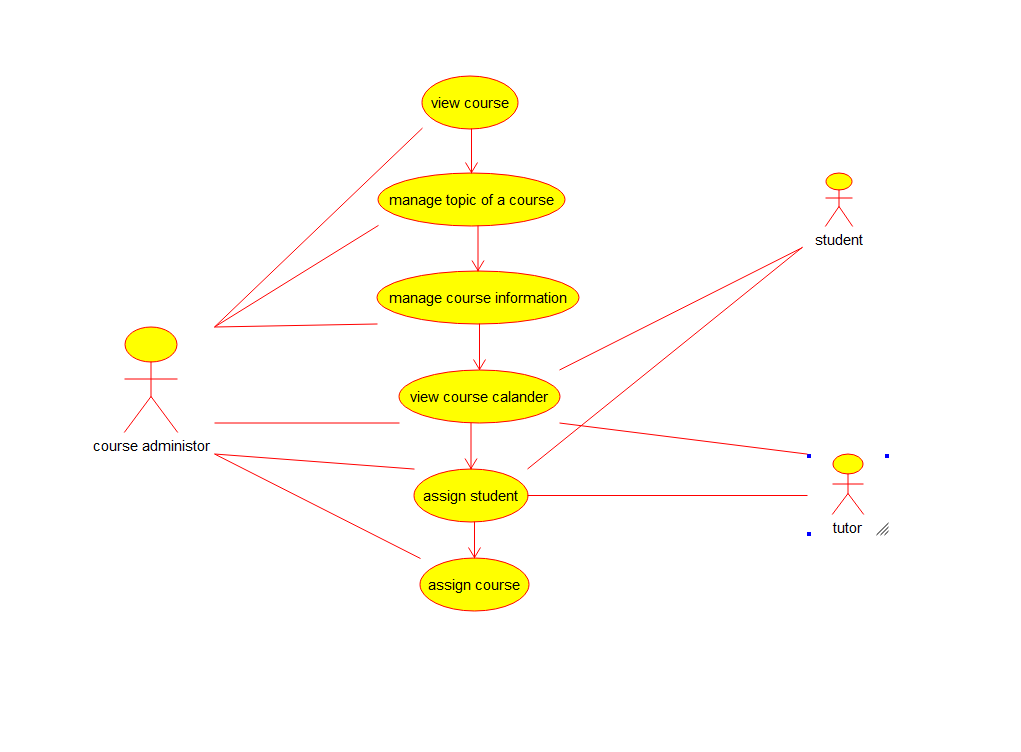 view course
manage topic of a course
student
manage course information
view course calander
course administor
assign student
tutor
assign course